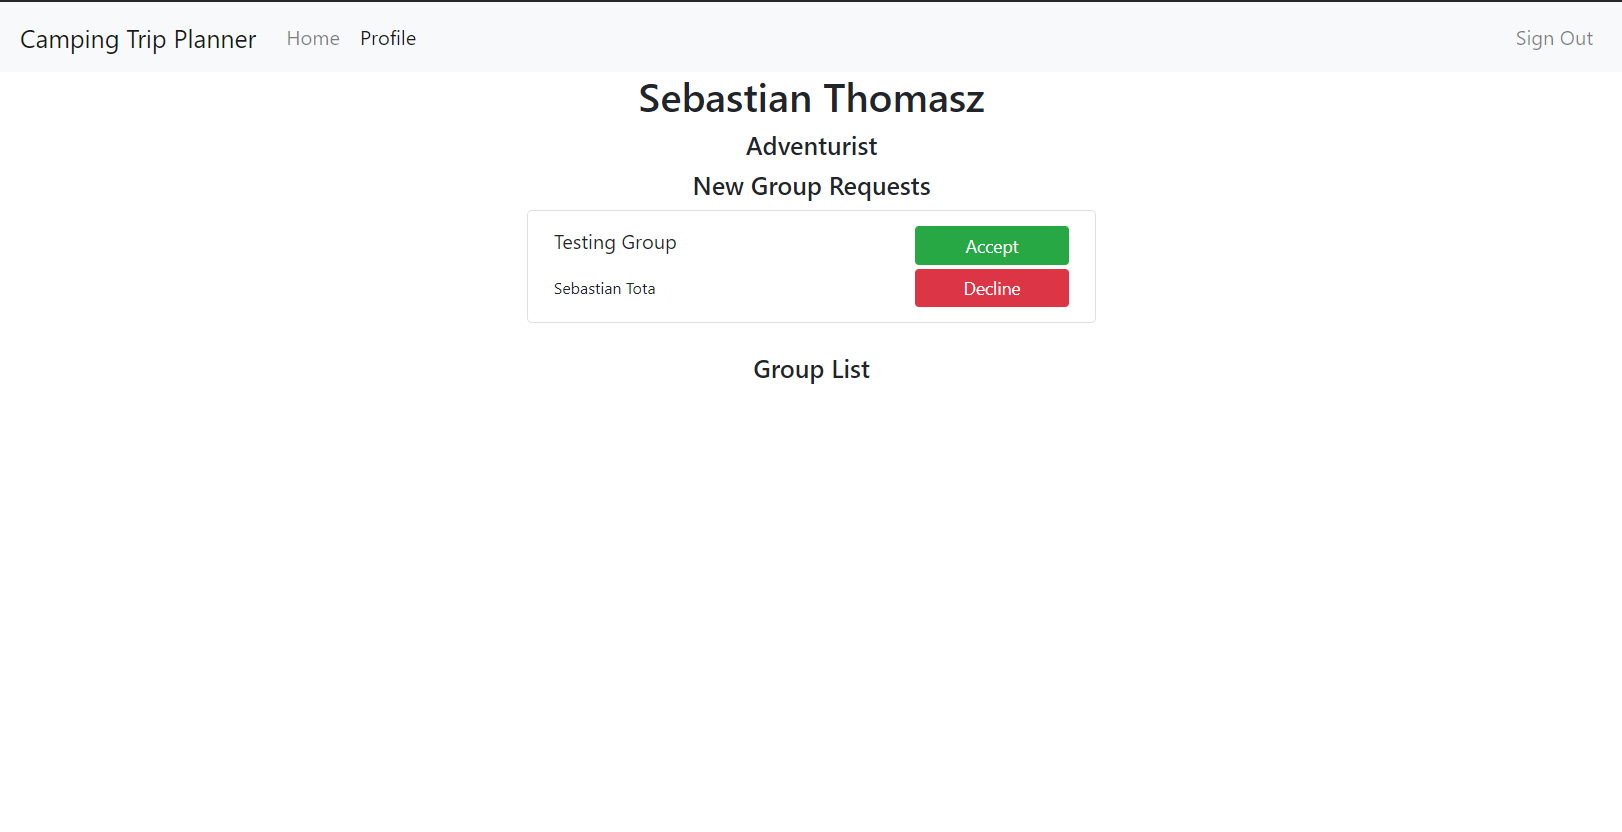 Camping Trip Planner Home Profile Sign Out
Sebastian Thomasz
Adventurist
New Group Requests
Testing Group Accept
Sebastian Tota Decline
Group List